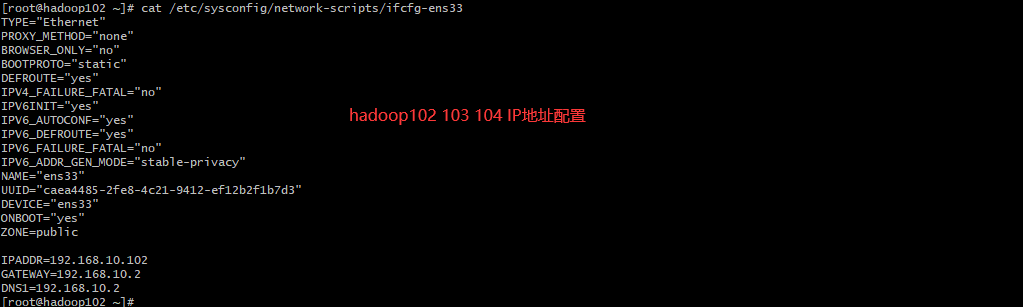 [root@hadoop102 ~]# cat /etc/sysconfig/network-scripts/ifcfg-ens33
TYPE="Ethernet"
PROXY_METHOD="none"
BROWSER_ONLY="no"
BOOTPROTO="static"
DEFROUTE="yes"
IPV4_FAILURE_FATAL="no"
IPV6INIT="yes"
hadoop102 103 104 IP地址配置
IPV6_AUTOCONF="yes"
IPV6_DEFROUTE="yes"
IPV6_FAILURE_FATAL="no"
IPV6_ADDR_GEN_MODE="stable-privacy"
NAME="ens33"
UUID="caea4485-2fe8-4c21-9412-ef12b2f1b7d3"
DEVICE="ens33"
ONBOOT="yes"
ZONE=public
IPADDR=192.168.10.102
GATEWAY=192.168.10.2
DNS1=192.168.10.2
[root@hadoop102 ~]#